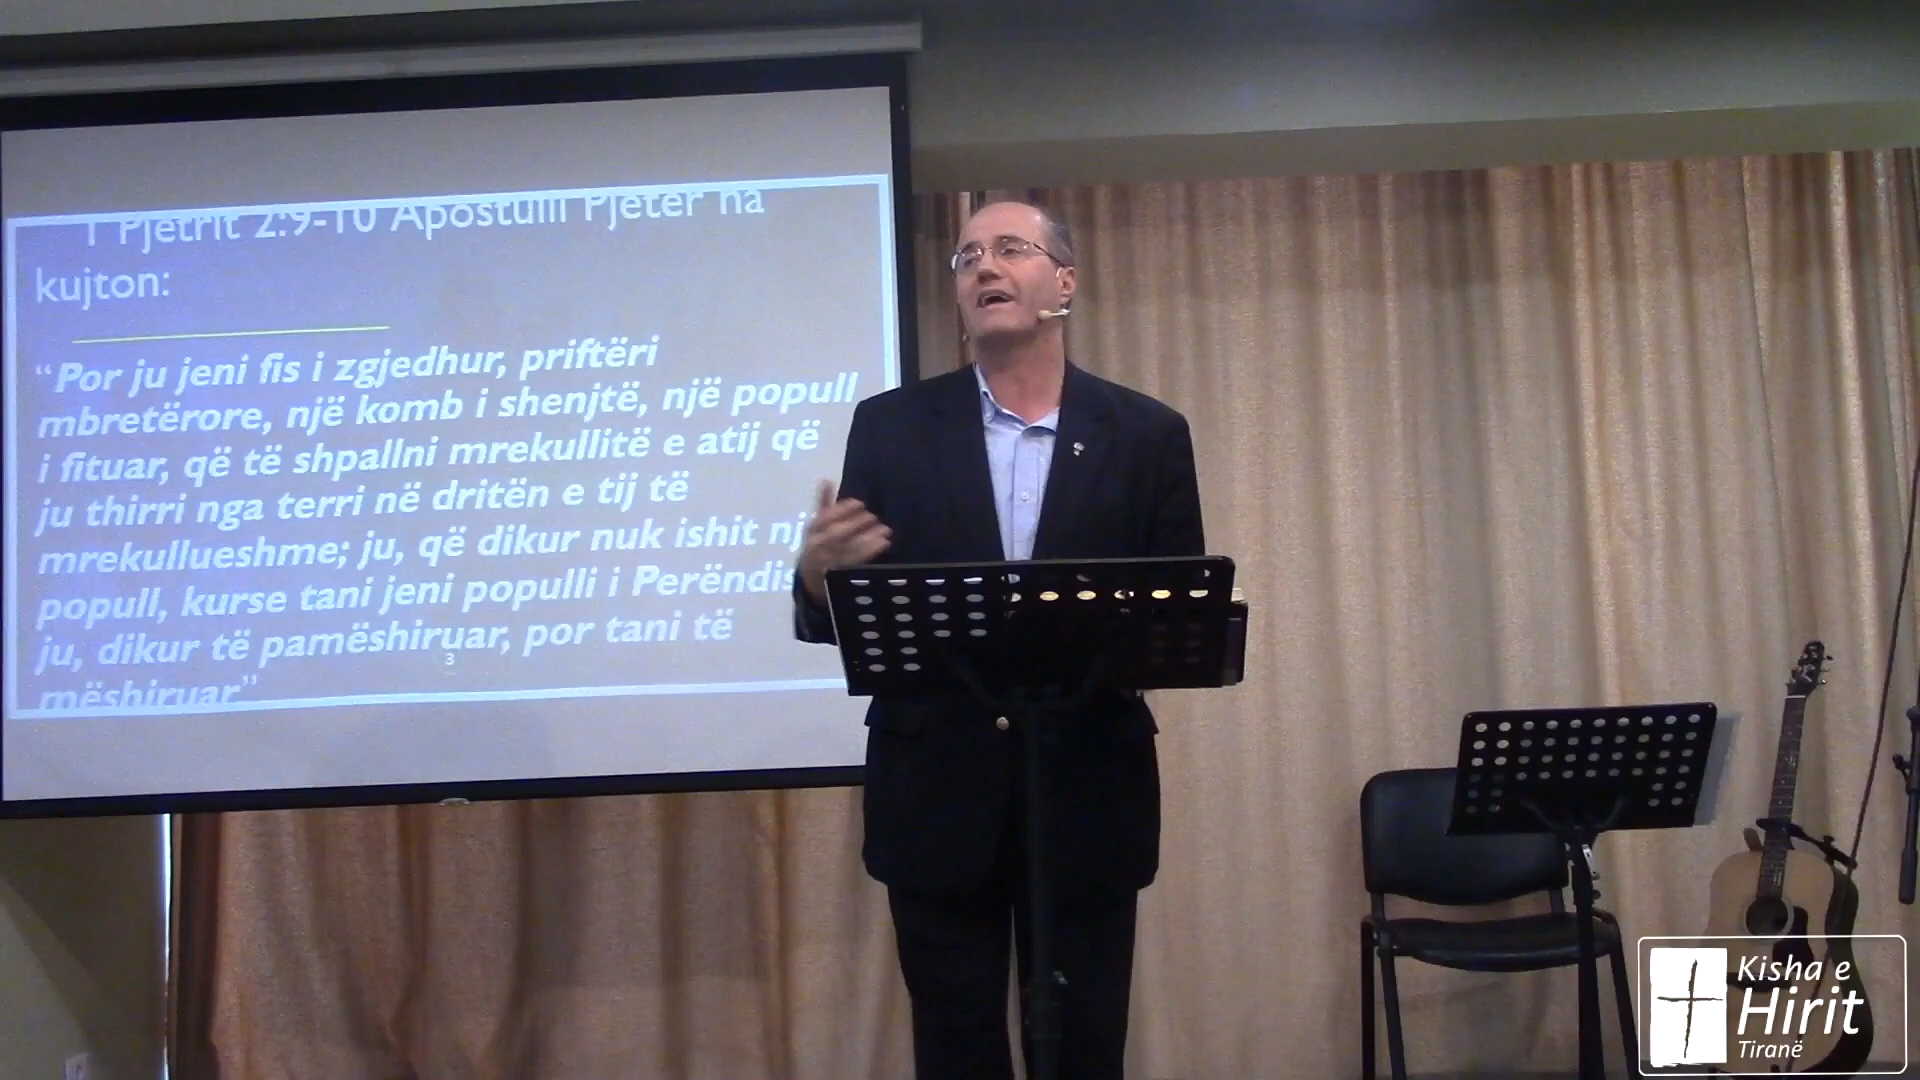 1 Pjetrit 2:9-10 Apostulli Pjetër na
kujton:
“Por ju jeni fis i zgjedhur, priftëri
mbretërore, një komb i shenjtë, një popull
i fituar, që të shpallni mrekullitë e atij që
ju thirri nga terri në dritën e tij të
mrekullueshme; ju, që dikur nuk ishit një
popull, kurse tani jeni populli i Perëndis
ju, dikur të pamëshiruar, por tani të
mëshiruar”
3
Kisha e
Hirit
Tiranë